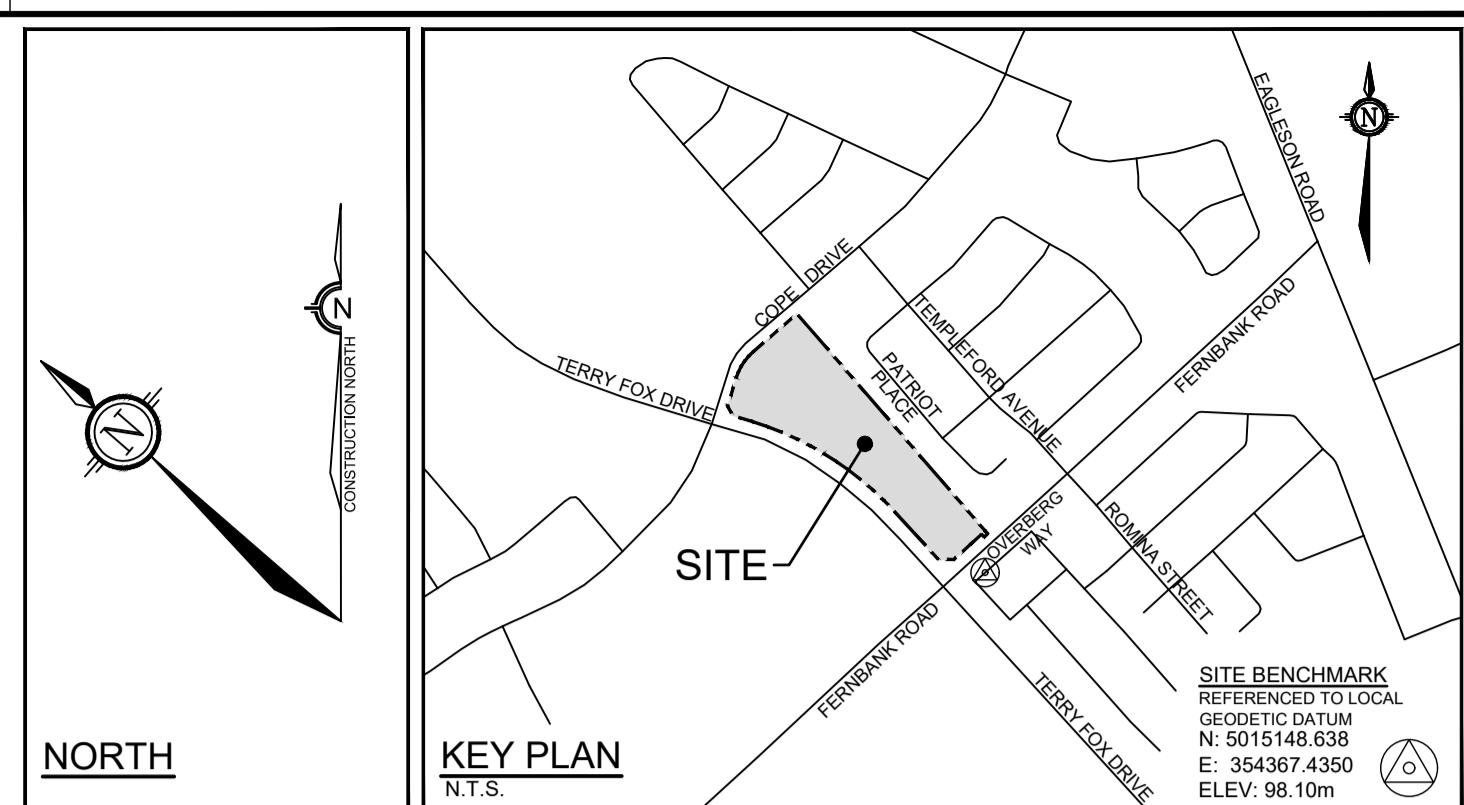 N
N
CONSTRUCTION NORTH
NORTH
N
EAGLESON ROAD
COPE DRIVE
TERRY FOX DRIVE
TEMPLEFORD AVENUE
PATRIOT
PLACE
FERNBANK ROAD
SITE
OVERBERG
WAY
ROMINA STREET
FERNBANK ROAD
TERRY FOX DRIVE
KEY PLAN
N.T.S.
SITE BENCHMARK
REFERENCED TO LOCAL
GEODETIC DATUM
N: 5015148.638
E: 354367.4350
ELEV: 98.10m